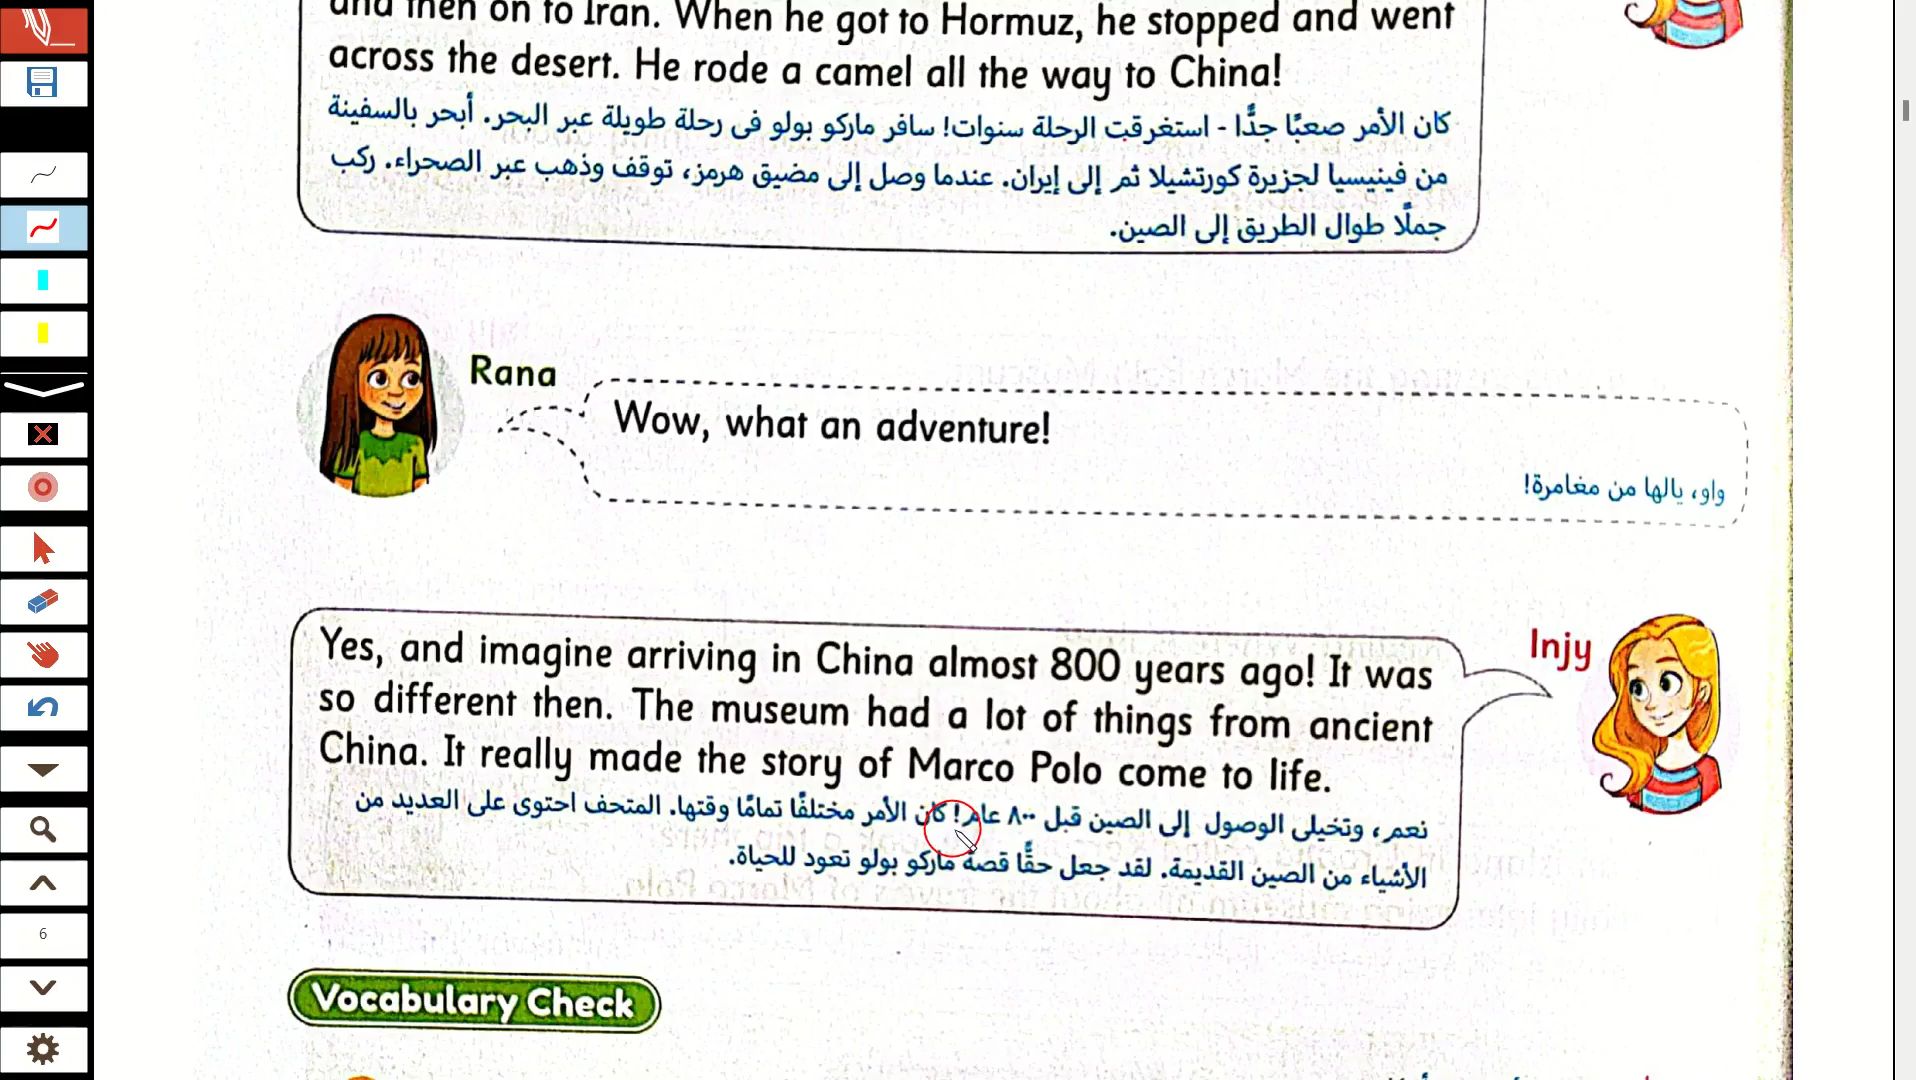 and then on to Iran. When he got to Hormuz, he stopped and went
across the desert. He rode a camel all the way to China!
كان الأمر صعبًا جدًّا - استغرقت الرحلة سنوات! سافر ماركو بولو فى رحلة طويلة عبر البحر. أبحر بالسفينة
من فينيسيا لجزيرة كورتشيلا ثم إلى إيران. عندما وصل إلى مضيق هرمز، توقف وذهب عبر الصحراء. ركب
جملًا طوال الطريق إلى الصين.
Rana
Wow, what an adventure!
واو، يالها من مغامرة!
Injy
Yes, and imagine arriving in China almost 800 years ago! It was
so different then. The museum had a lot of things from ancient
China. It really made the story of Marco Polo come to life.
نعم، وتخيلى الوصول إلى الصين قبل ٨٠٠ عام! كان الأمر مختلفًا تمامًا وقتها. المتحف احتوى على العديد من
الأشياء من الصين القديمة. لقد جعل حقًّا قصة ماركو بولو تعود للحياة.
Vocabulary Check
6